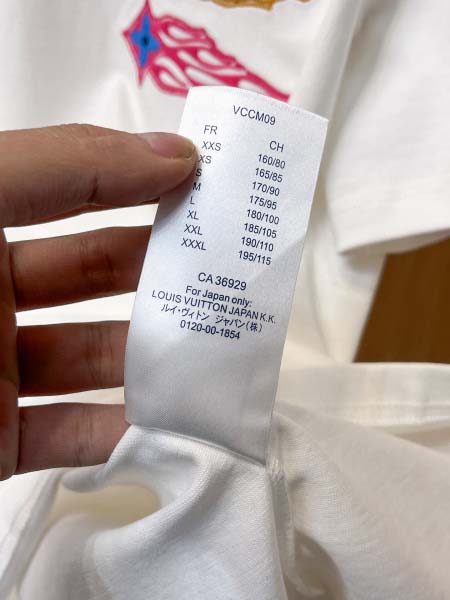 VCCM09
FR CH
XXS 160/80
XS 165/85
S 170/90
M 175/95
L 180/100
XL 185/105
XXL 190/110
XXXL 195/115
CA 36929
For Japan only:
LOUIS VUITTON JAPAN K.K.
ルイ・ヴィトン ジャパン(株)
0120-00-1854